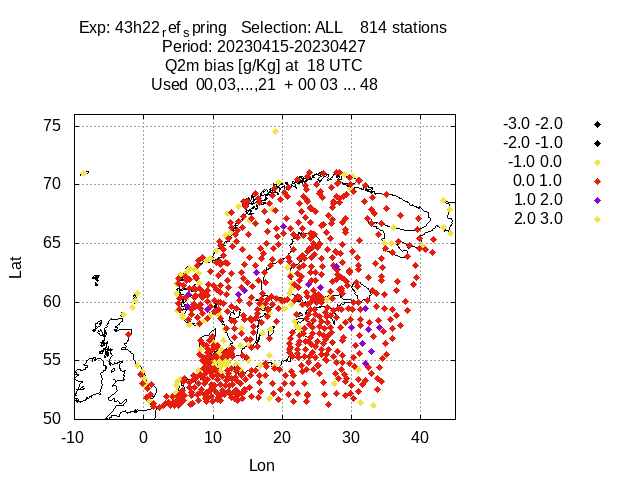 Exp: 43h22ref spring Selection: ALL 814 stations
Period: 20230415-20230427
Q2m bias [g/Kg] at 18 UTC
Used 00,03,...,21 + 00 03 ... 48
75
70
65
60
55
50
Lat
-10 0 10 20 30 40
Lon
-3.0 -2.0
-2.0 -1.0
-1.0 0.0
0.0 1.0
1.0 2.0
2.0 3.0